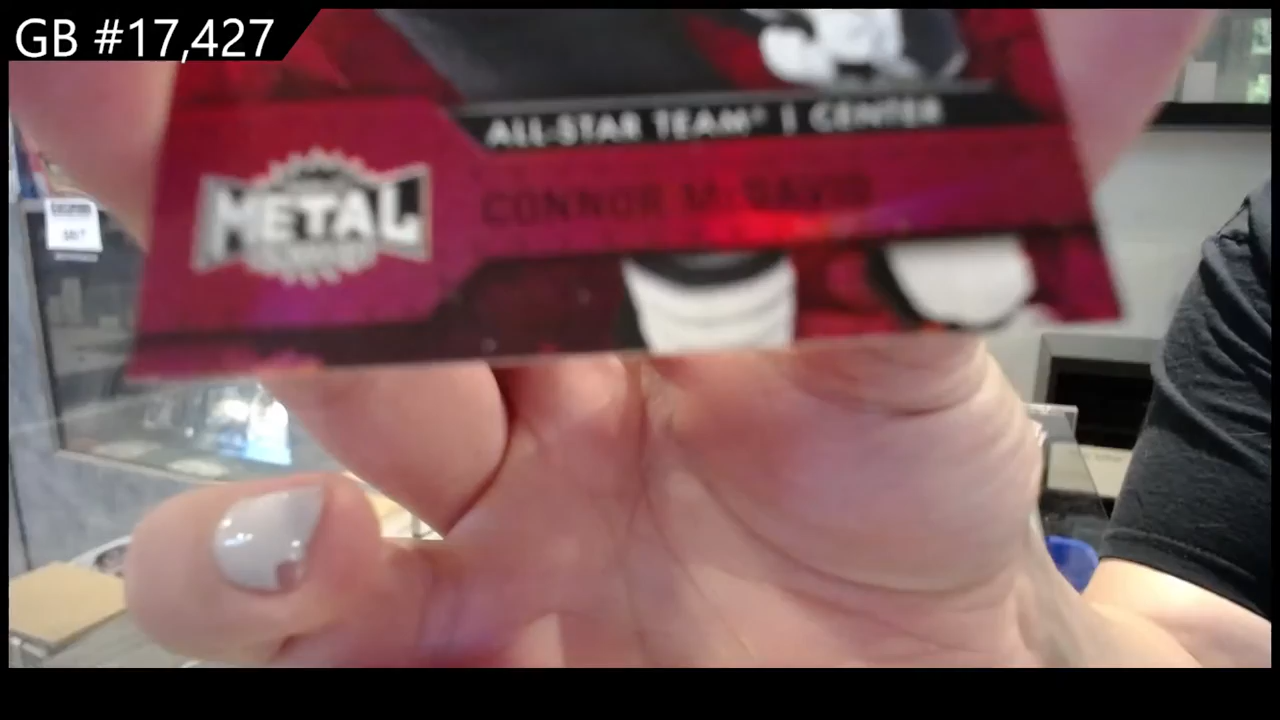 GB #17,427
ALL-STAR TEAM* | CENTER
METAL
CONNOR McDAVID